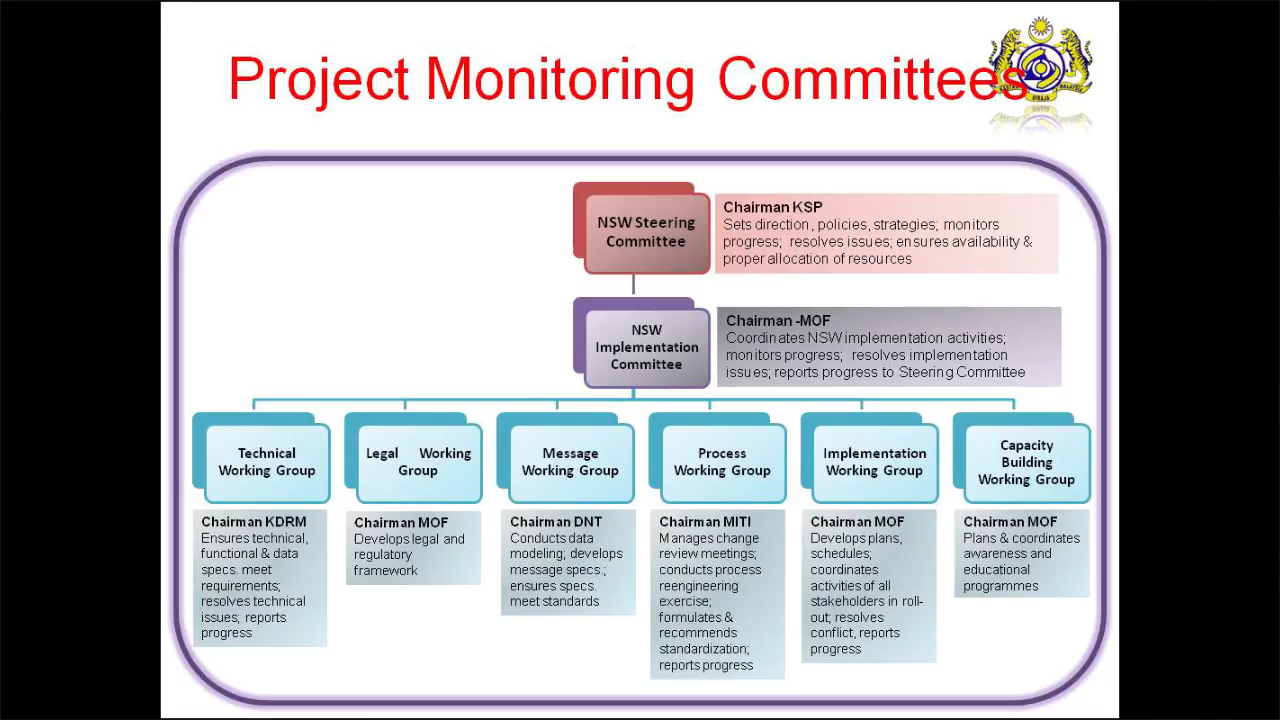 Project Monitoring Committees
NSW Steering
Committee
Chairman KSP
Sets direction, policies, strategies; monitors
progress; resolves issues; ensures availability &
proper allocation of resources
NSW
Implementation
Committee
Chairman -MOF
Coordinates NSW implementation activities;
monitors progress; resolves implementation
issues; reports progress to Steering Committee
Technical
Working Group
Chairman KDRM
Ensures technical,
functional & data
specs. meet
requirements;
resolves technical
issues; reports
progress
Legal Working
Group
Chairman MOF
Develops legal and
regulatory
framework
Message
Working Group
Chairman DNT
Conducts data
modeling; develops
message specs.;
ensures specs.
meet standards
Process
Working Group
Chairman MITI
Manages change
review meetings;
conducts process
reengineering
exercise;
formulates &
recommends
standardization;
reports progress
Implementation
Working Group
Chairman MOF
Develops plans,
schedules;
coordinates
activities of all
stakeholders in roll-
out; resolves
conflict, reports
progress
Capacity
Building
Working Group
Chairman MOF
Plans & coordinates
awareness and
educational
programmes